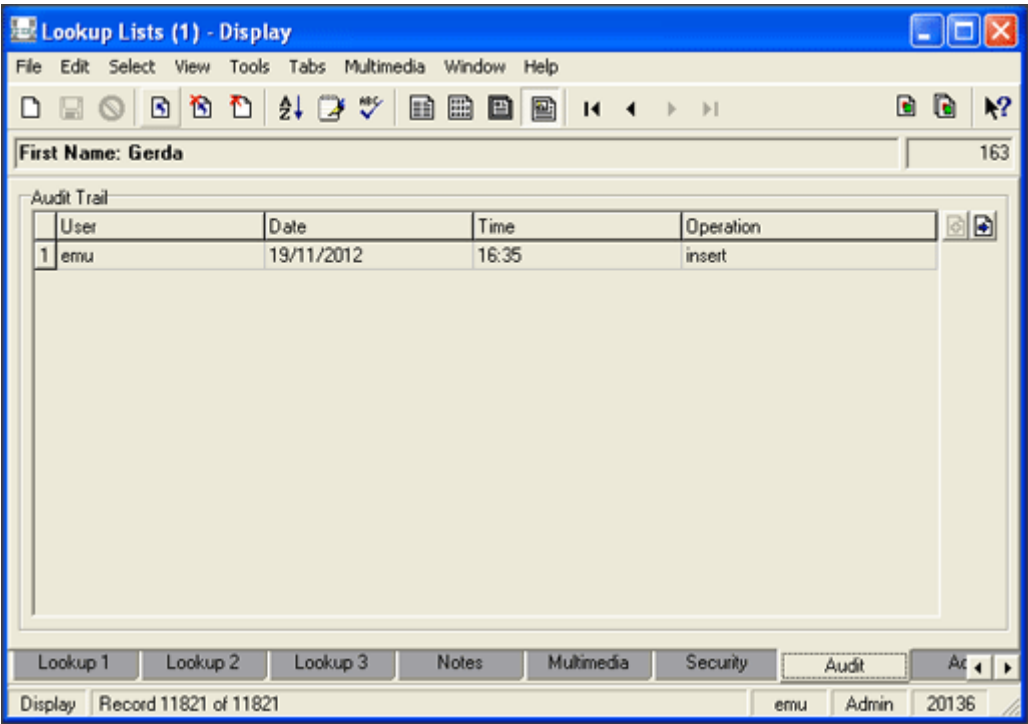 Lookup Lists (1) - Display
File Edit Select View Tools Tabs Multimedia Window Help
First Name: Gerda 163
Audit Trail
User Date Time Operation
1 emu 19/11/2012 16:35 insert
Lookup 1 Lookup 2 Lookup 3 Notes Multimedia Security Audit
Display Record 11821 of 11821 emu Admin 20136